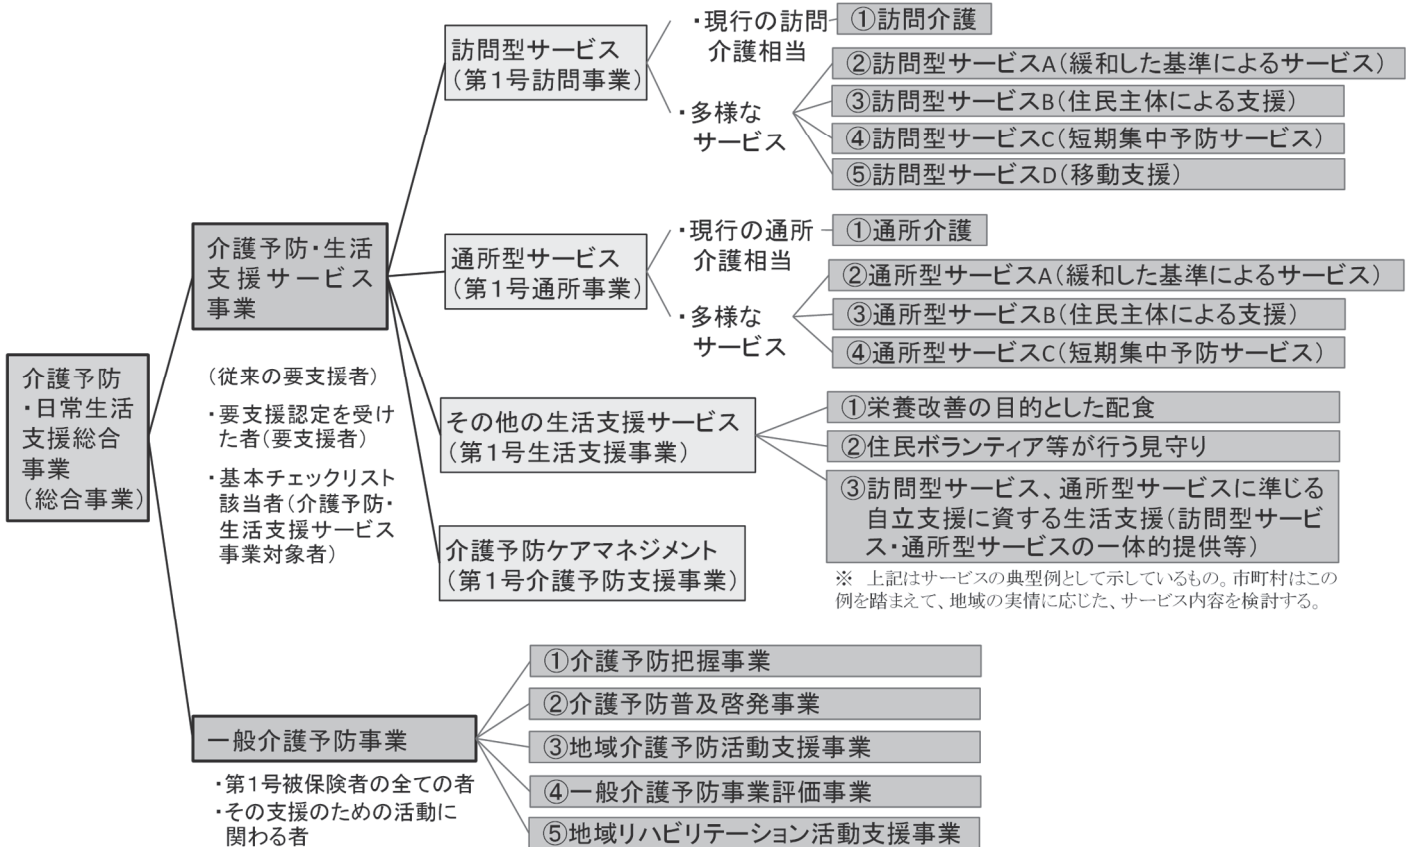 介護予防
・日常生活
支援総合
事業
（総合事業）
介護予防・生活
支援サービス
事業
（従来の要支援者）
・要支援認定を受け
た者（要支援者）
・基本チェックリスト
該当者（介護予防・
生活支援サービス
事業対象者）
訪問型サービス
（第１号訪問事業）
・現行の訪問
介護相当
①訪問介護
・多様な
サービス
②訪問型サービスA（緩和した基準によるサービス）
③訪問型サービスB（住民主体による支援）
④訪問型サービスC（短期集中予防サービス）
⑤訪問型サービスD（移動支援）
通所型サービス
（第１号通所事業）
・現行の通所
介護相当
①通所介護
・多様な
サービス
②通所型サービスA（緩和した基準によるサービス）
③通所型サービスB（住民主体による支援）
④通所型サービスC（短期集中予防サービス）
その他の生活支援サービス
（第１号生活支援事業）
①栄養改善の目的とした配食
②住民ボランティア等が行う見守り
③訪問型サービス、通所型サービスに準じる
自立支援に資する生活支援（訪問型サービ
ス・通所型サービスの一体的提供等）
※　上記はサービスの典型例として示しているもの。市町村はこの
例を踏まえて、地域の実情に応じた、サービス内容を検討する。
介護予防ケアマネジメント
（第１号介護予防支援事業）
一般介護予防事業
・第１号被保険者の全ての者
・その支援のための活動に
関わる者
①介護予防把握事業
②介護予防普及啓発事業
③地域介護予防活動支援事業
④一般介護予防事業評価事業
⑤地域リハビリテーション活動支援事業